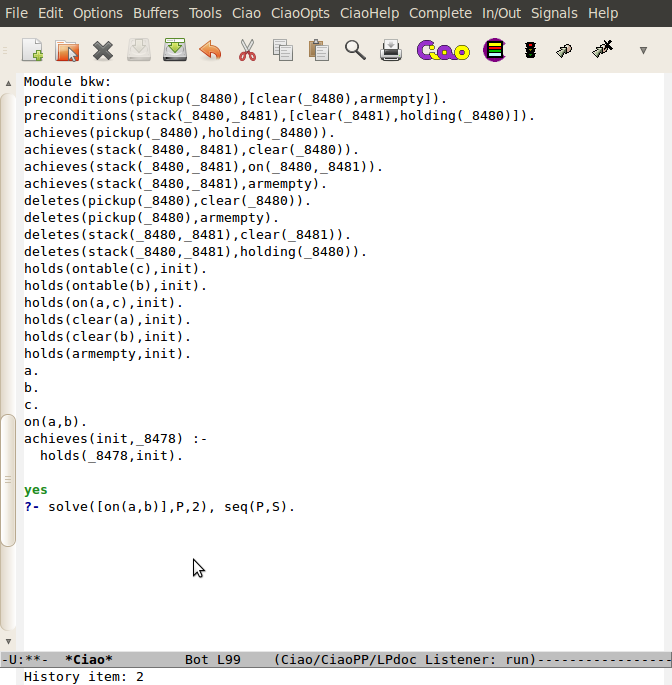 File Edit Options Buffers Tools Ciao CiaoOpts CiaoHelp Complete In/Out Signals Help
Ciao
Module bkw:
preconditions(pickup(_8480),[clear(_8480),armempty]).
preconditions(stack(_8480,_8481),[clear(_8481),holding(_8480)]).
achieves(pickup(_8480),holding(_8480)).
achieves(stack(_8480,_8481),clear(_8480)).
achieves(stack(_8480,_8481),on(_8480,_8481)).
achieves(stack(_8480,_8481),armempty).
deletes(pickup(_8480),clear(_8480)).
deletes(pickup(_8480),armempty).
deletes(stack(_8480,_8481),clear(_8481)).
deletes(stack(_8480,_8481),holding(_8480)).
holds(ontable(c),init).
holds(ontable(b),init).
holds(on(a,c),init).
holds(clear(a),init).
holds(clear(b),init).
holds(armempty,init).
a.
b.
c.
on(a,b).
achieves(init,_8478) :-
  holds(_8478,init).
yes
?- solve([on(a,b)],P,2), seq(P,S).
-U:**-  *Ciao*         Bot L99    (Ciao/CiaoPP/LPdoc Listener: run)-----------------
History item: 2